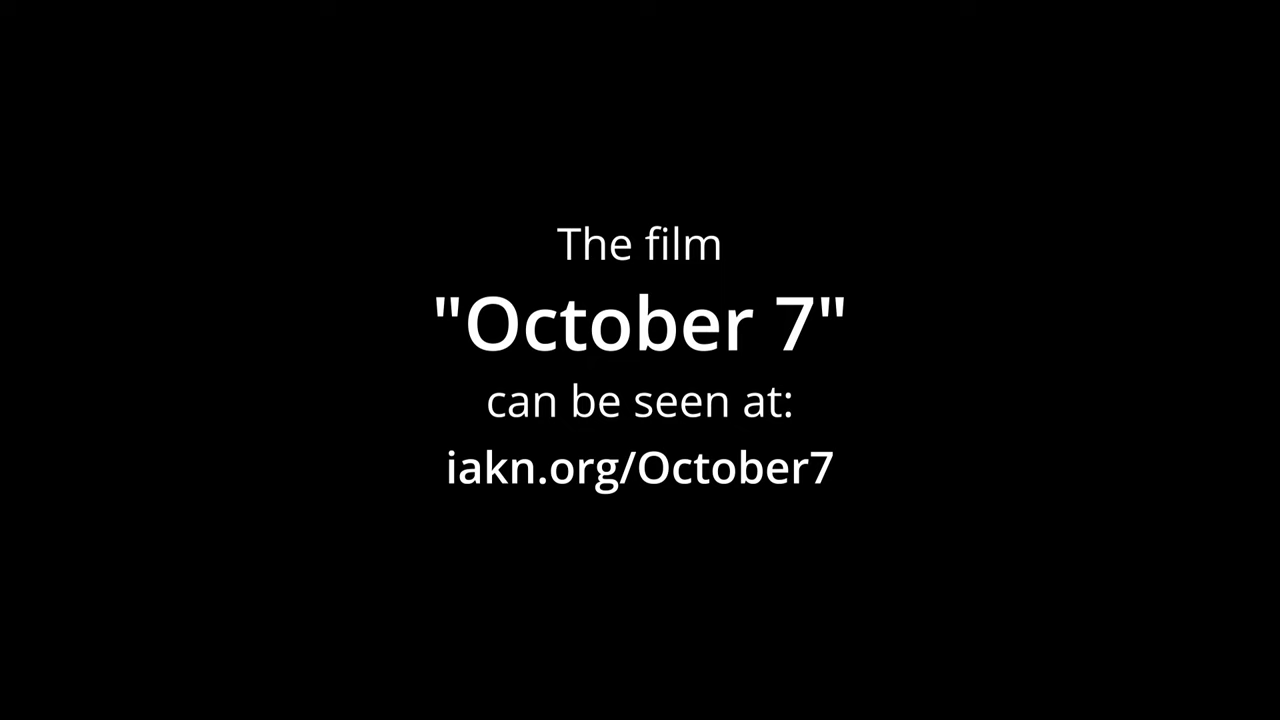 The film
"October 7"
can be seen at:
iakn.org/October7